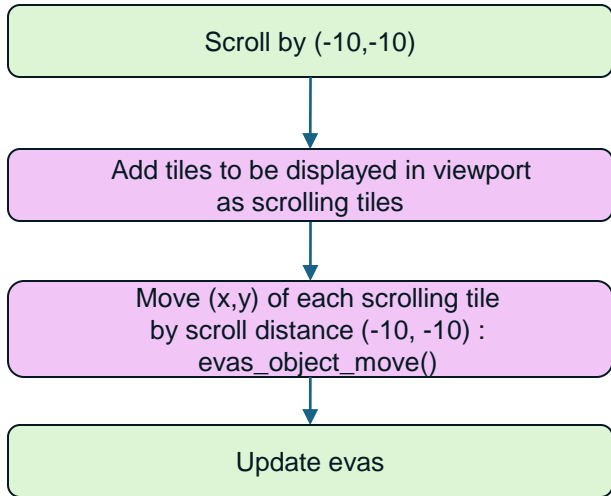 Scroll by (-10,-10)
Add tiles to be displayed in viewport
as scrolling tiles
Move (x,y) of each scrolling tile
by scroll distance (-10, -10) :
evas_object_move()
Update evas